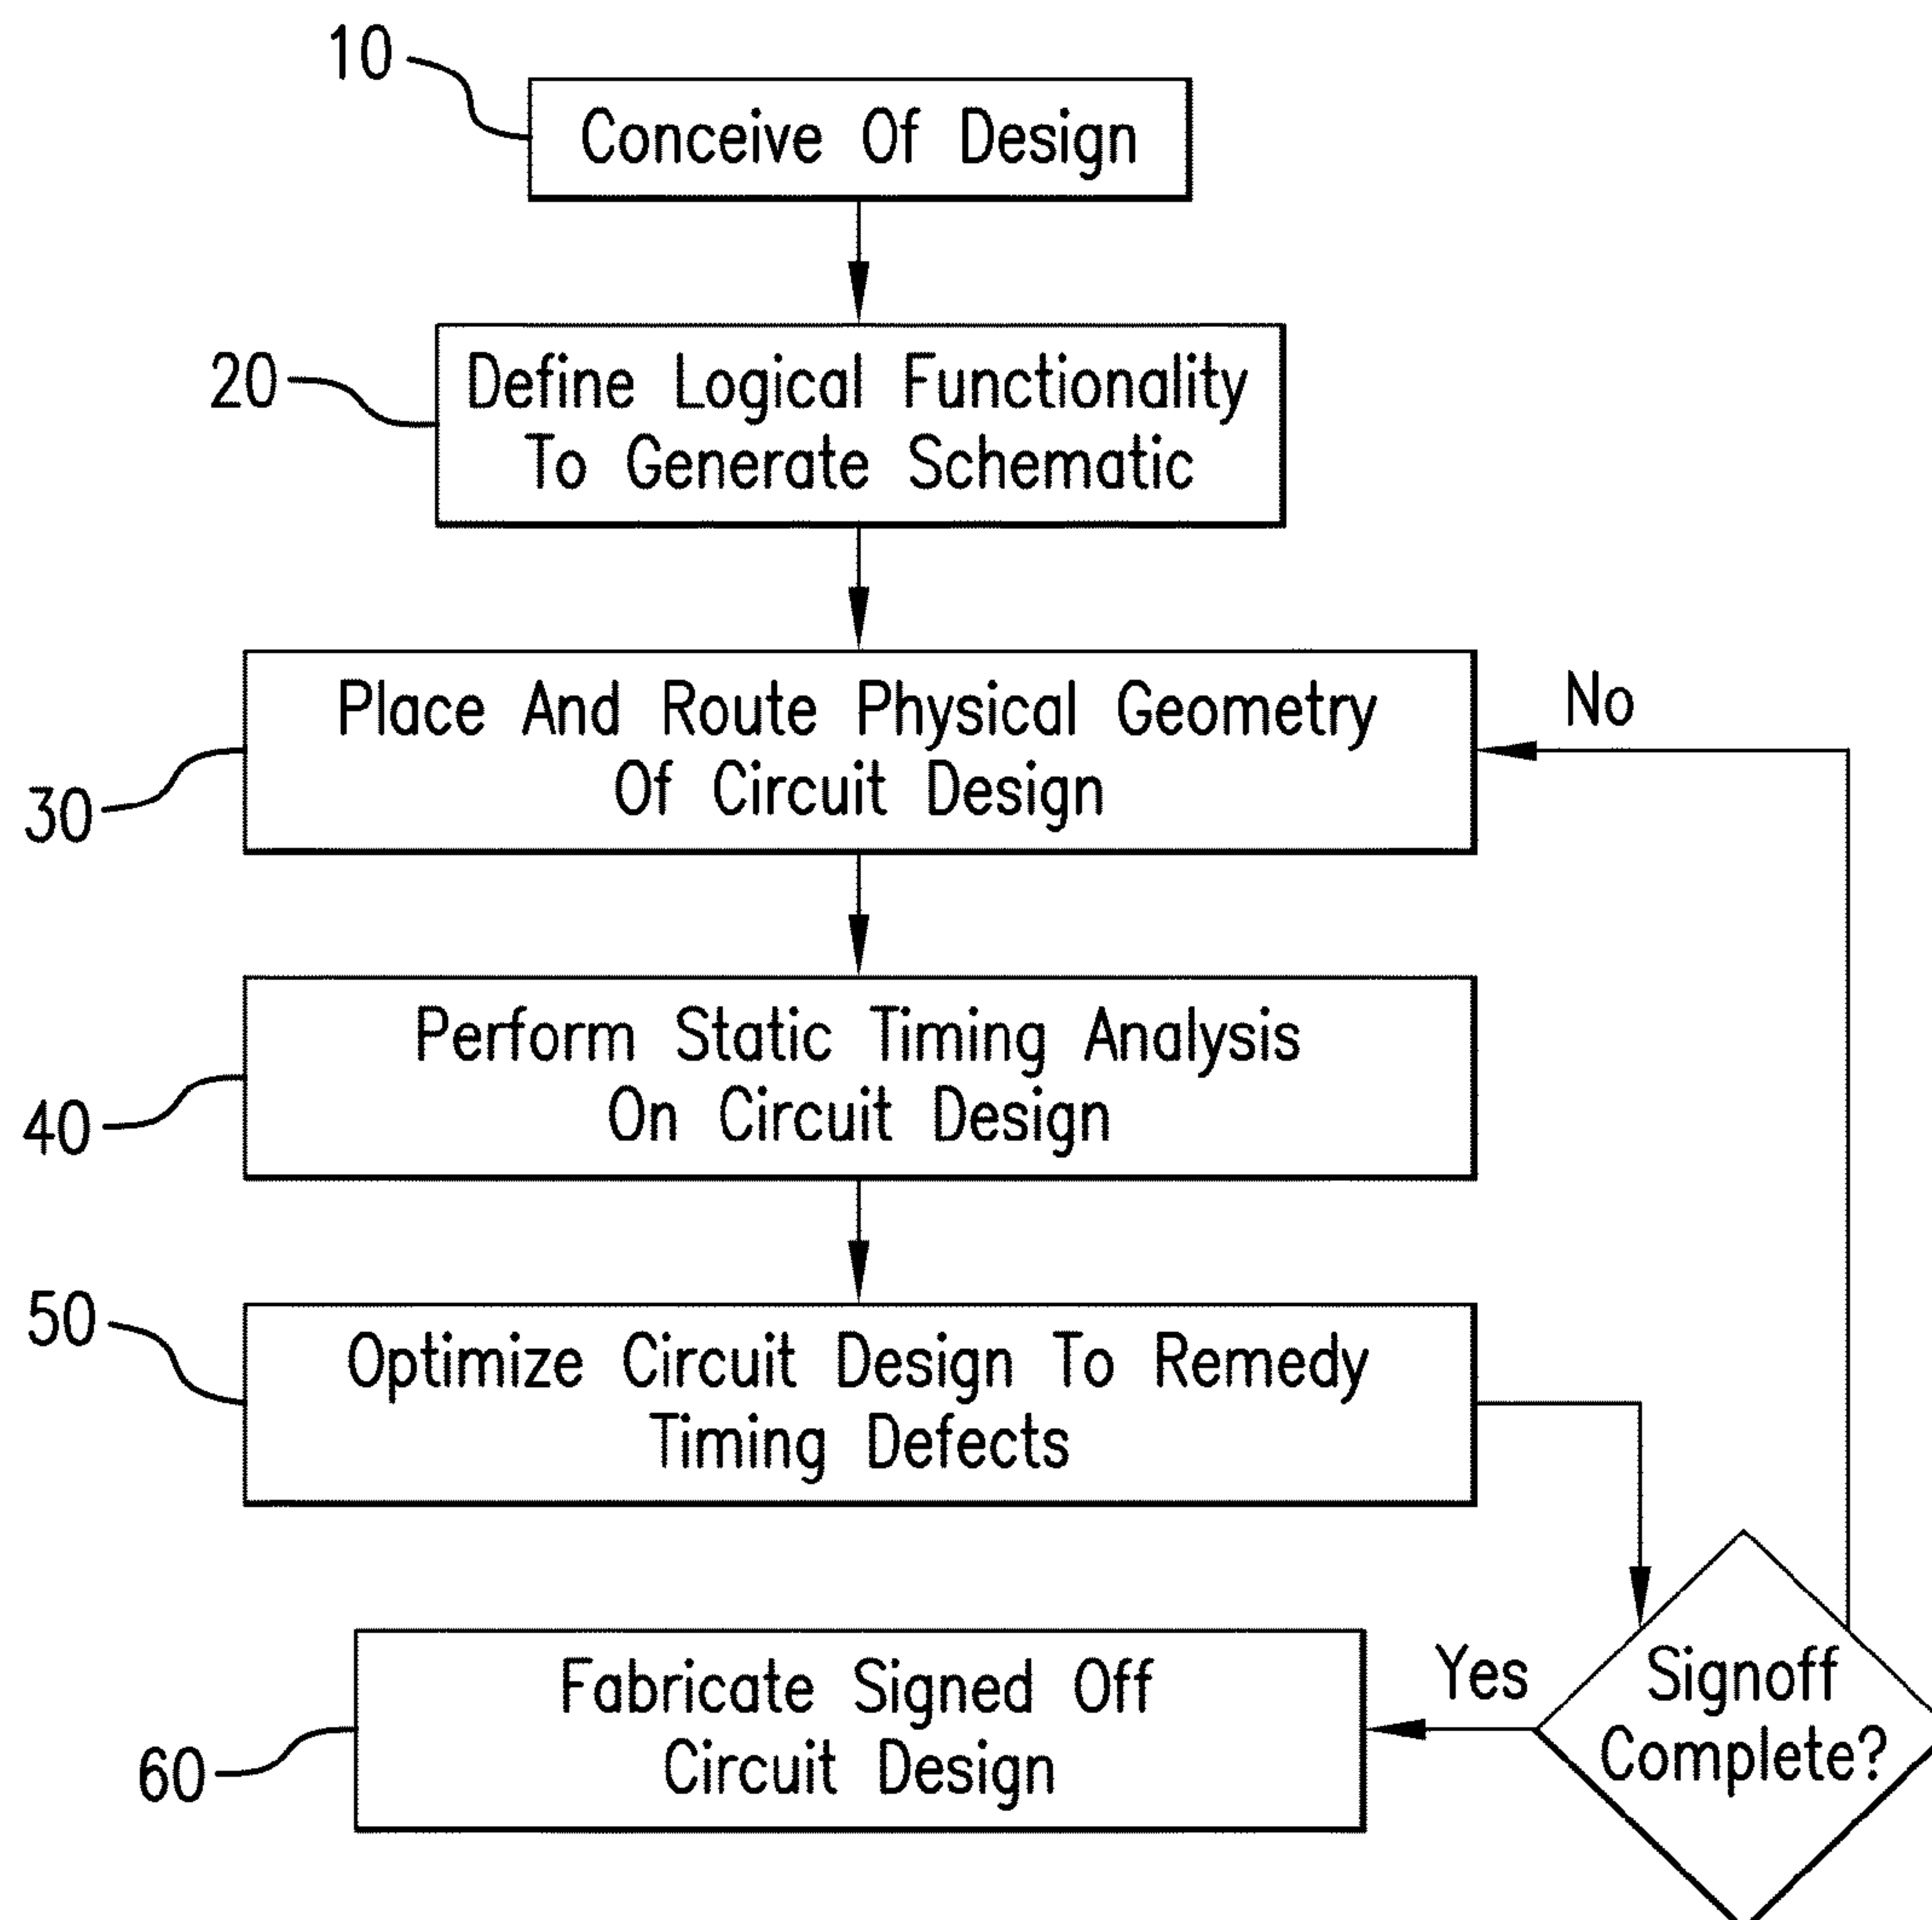 10
Conceive Of Design
20
Define Logical Functionality
To Generate Schematic
No
Place And Route Physical Geometry
Of Circuit Design
30
Perform Static Timing Analysis
On Circuit Design
40
50
Optimize Circuit Design To Remedy
Timing Defects
Fabricate Signed Off
Circuit Design
60
Yes
Signoff
Complete?